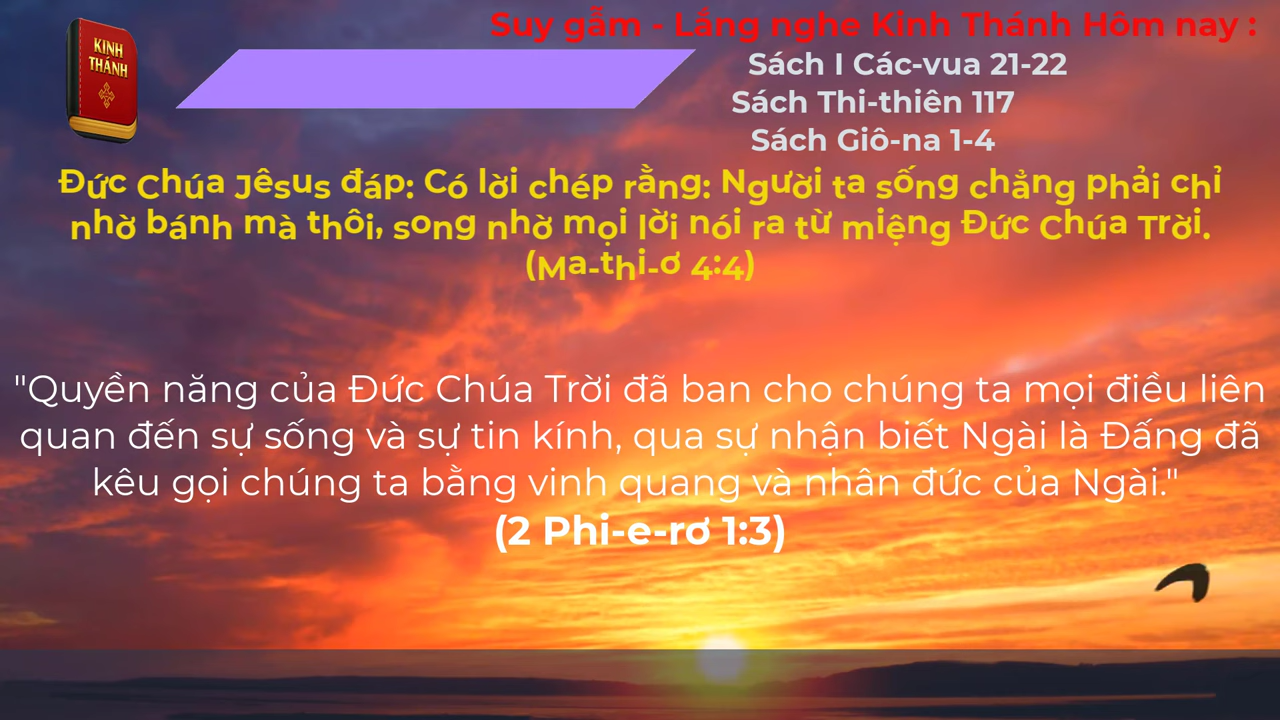 KINH
THÁNH
Suy gẫm - Lắng nghe Kinh Thánh Hôm nay :
Sách I Các-vua 21-22
Sách Thi-thiên 117
Sách Giô-na 1-4
Đức Chúa Jêsus đáp: Có lời chép rằng: Người ta sống chẳng phải chỉ
nhờ bánh mà thôi, song nhờ mọi lời nói ra từ miệng Đức Chúa Trời.
(Ma-thi-ơ 4:4)
"Quyền năng của Đức Chúa Trời đã ban cho chúng ta mọi điều liên
quan đến sự sống và sự tin kính, qua sự nhận biết Ngài là Đấng đã
kêu gọi chúng ta bằng vinh quang và nhân đức của Ngài."
(2 Phi-e-rơ 1:3)